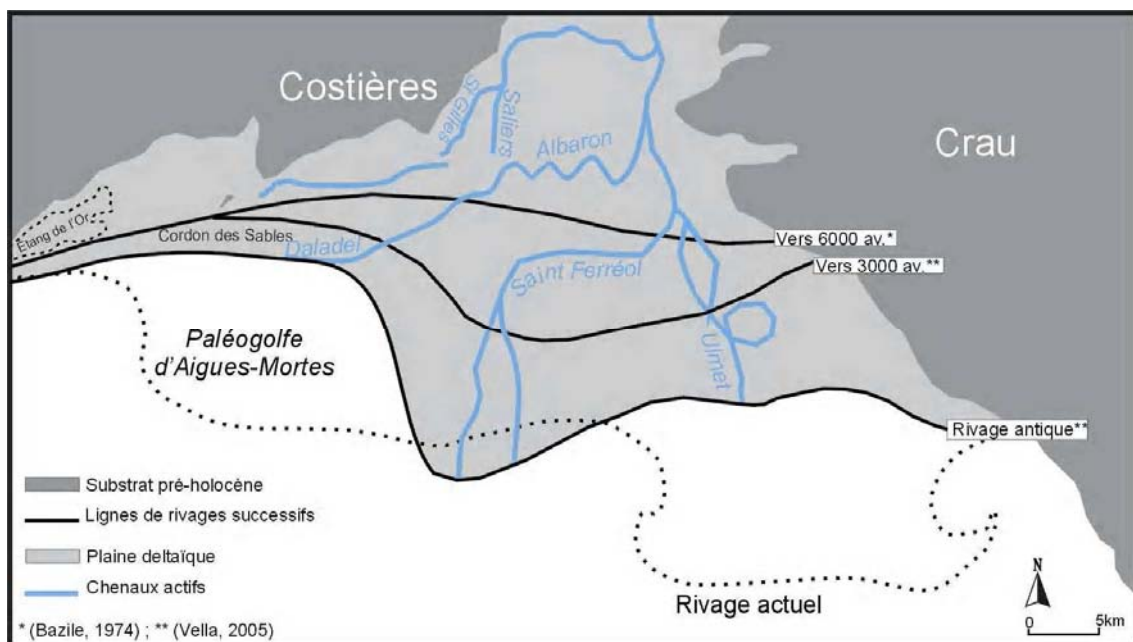 Costières
Crau
St Gilles
Saliers
Albaron
Étang de l'Or
Cordon des Sables
Daladel
Saint Ferréol
Ulmet
Vers 6000 av.*
Vers 3000 av.**
Paléogolfe
d'Aigues-Mortes
Rivage antique**
Substrat pré-holocène
Lignes de rivages successifs
Plaine deltaïque
Chenaux actifs
Rivage actuel
N
0 5km
* (Bazile, 1974) ; ** (Vella, 2005)